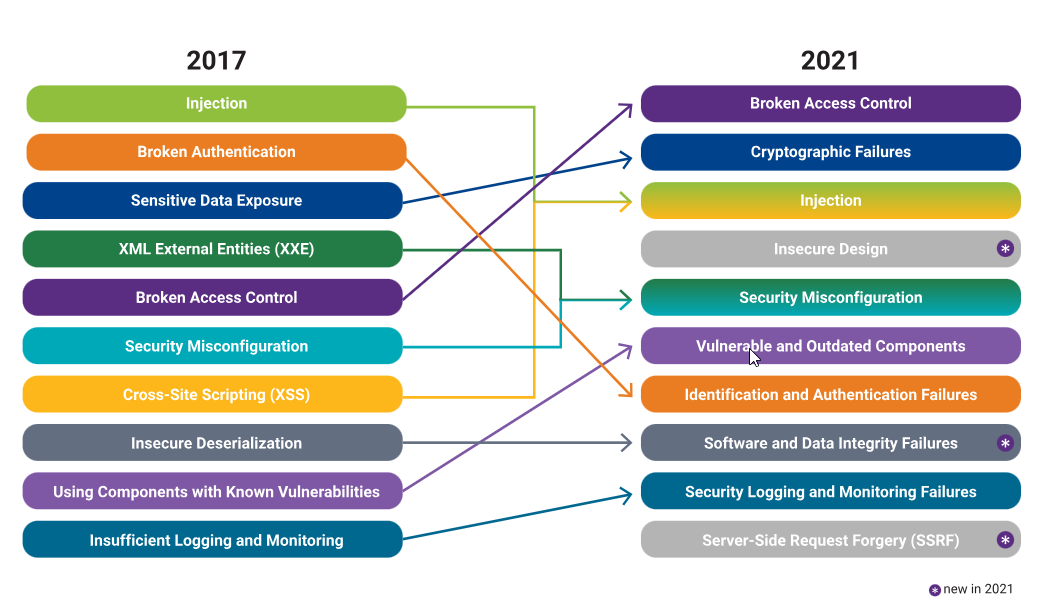 2017
Injection
Broken Authentication
Sensitive Data Exposure
XML External Entities (XXE)
Broken Access Control
Security Misconfiguration
Cross-Site Scripting (XSS)
Insecure Deserialization
Using Components with Known Vulnerabilities
Insufficient Logging and Monitoring
2021
Broken Access Control
Cryptographic Failures
Injection
Insecure Design *
Security Misconfiguration
Vulnerable and Outdated Components
Identification and Authentication Failures
Software and Data Integrity Failures *
Security Logging and Monitoring Failures
Server-Side Request Forgery (SSRF) *
* new in 2021